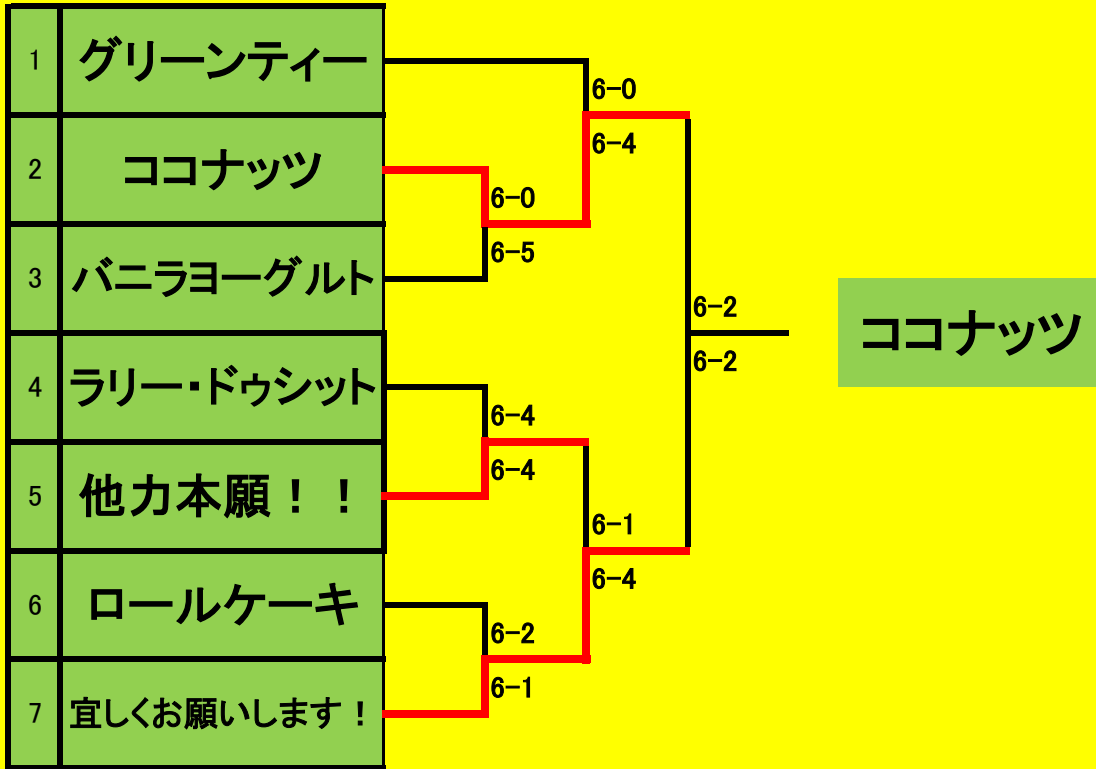 1 グリーンティー
2 ココナッツ
3 バニラヨーグルト
4 ラリー・ドゥシット
5 他力本願！！
6 ロールケーキ
7 宜しくお願いします！
6-0
6-4
6-0
6-5
6-2
6-2
6-4
6-4
6-1
6-4
6-2
6-1
ココナッツ